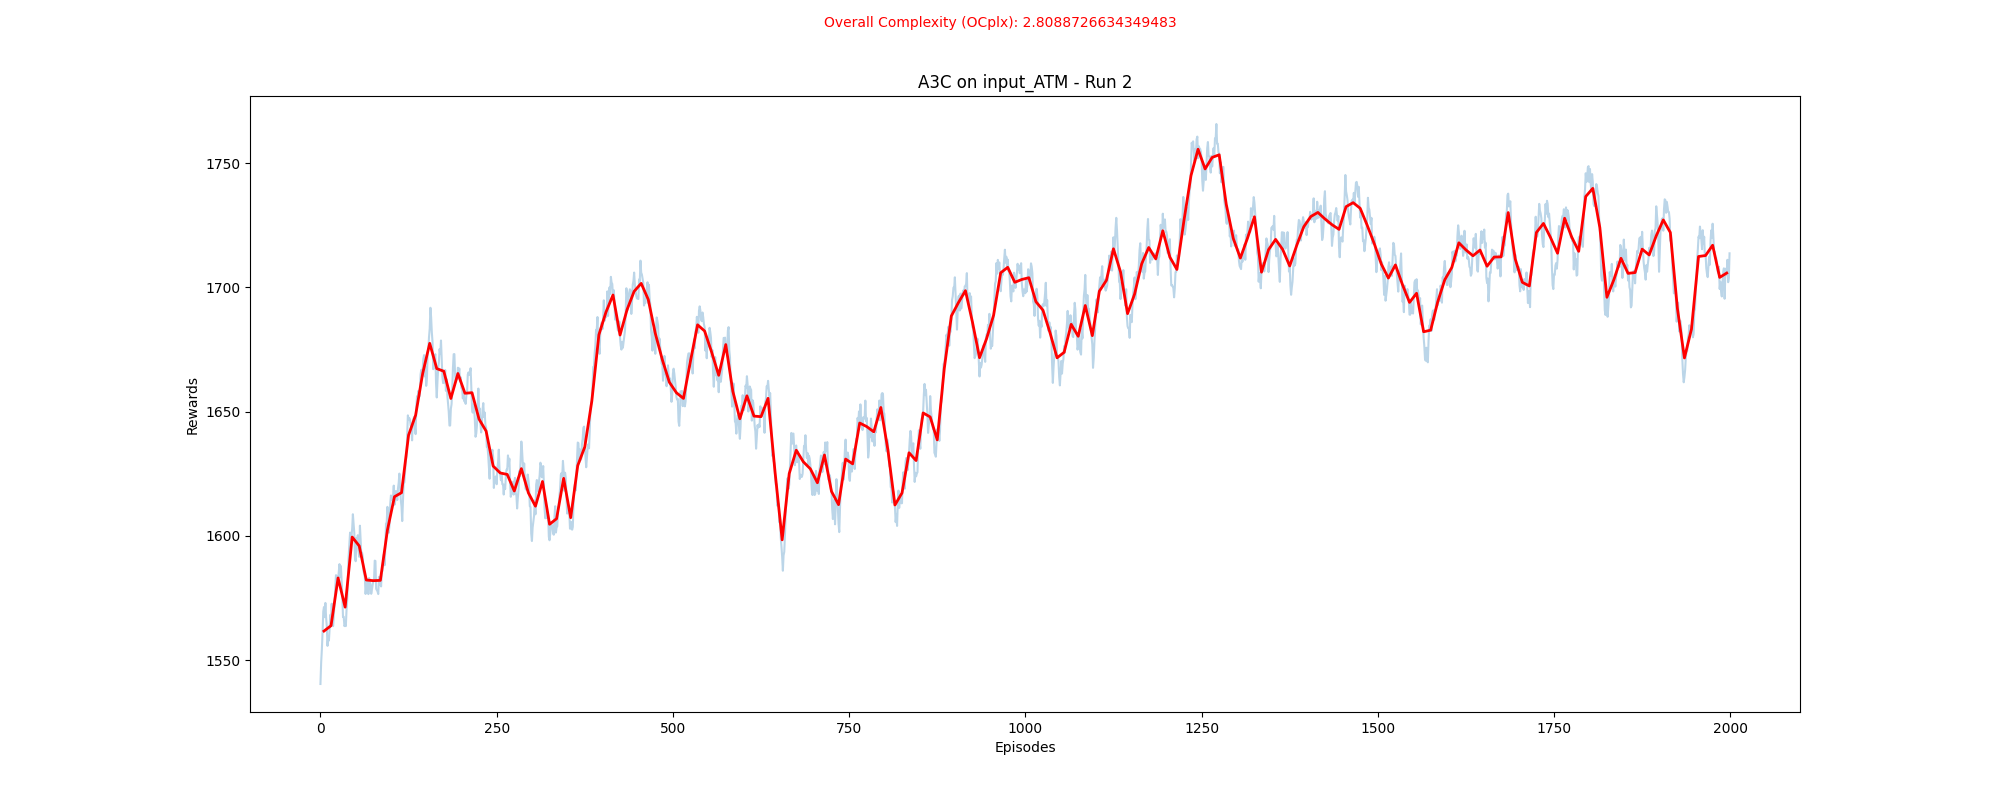 Overall Complexity (OCplx): 2.8088726634349483
A3C on input_ATM - Run 2
Rewards
1750
1700
1650
1600
1550
0 250 500 750 1000 1250 1500 1750 2000
Episodes